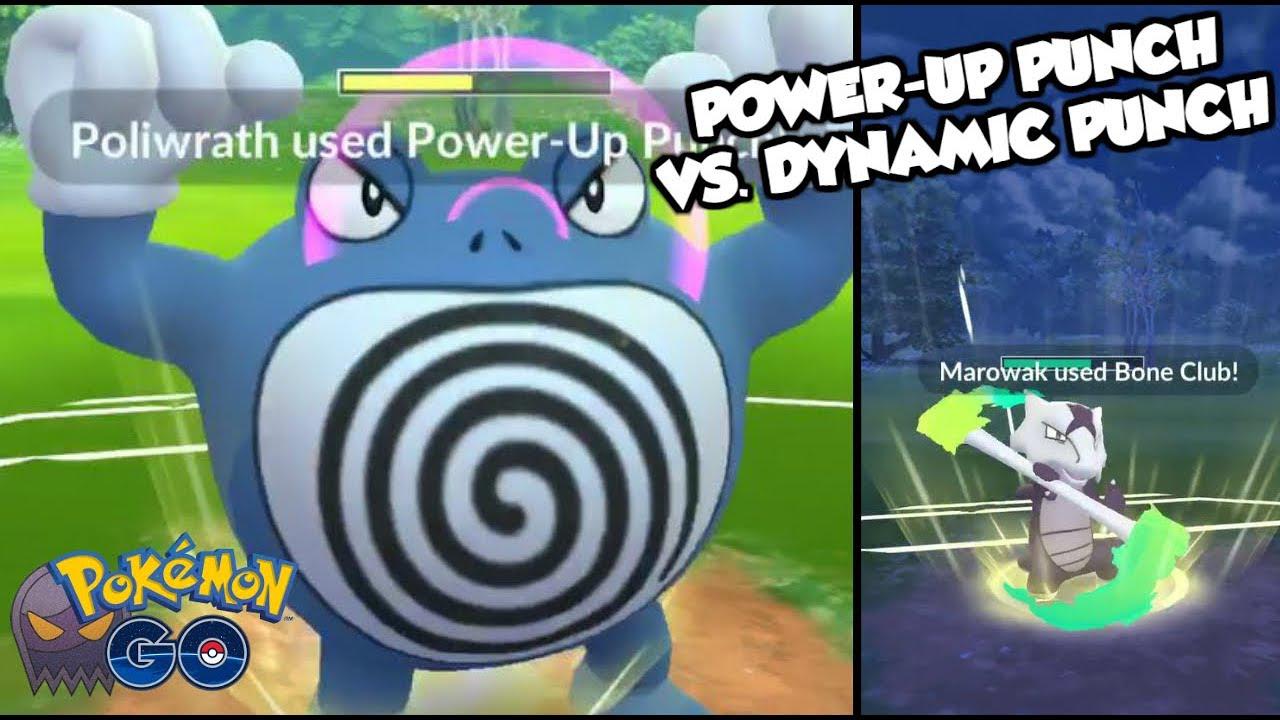 Poliwrath used Power-Up
POWER-UP PUNCH
VS. DYNAMIC PUNCH
Marowak used Bone Club!
POKéMON
GO